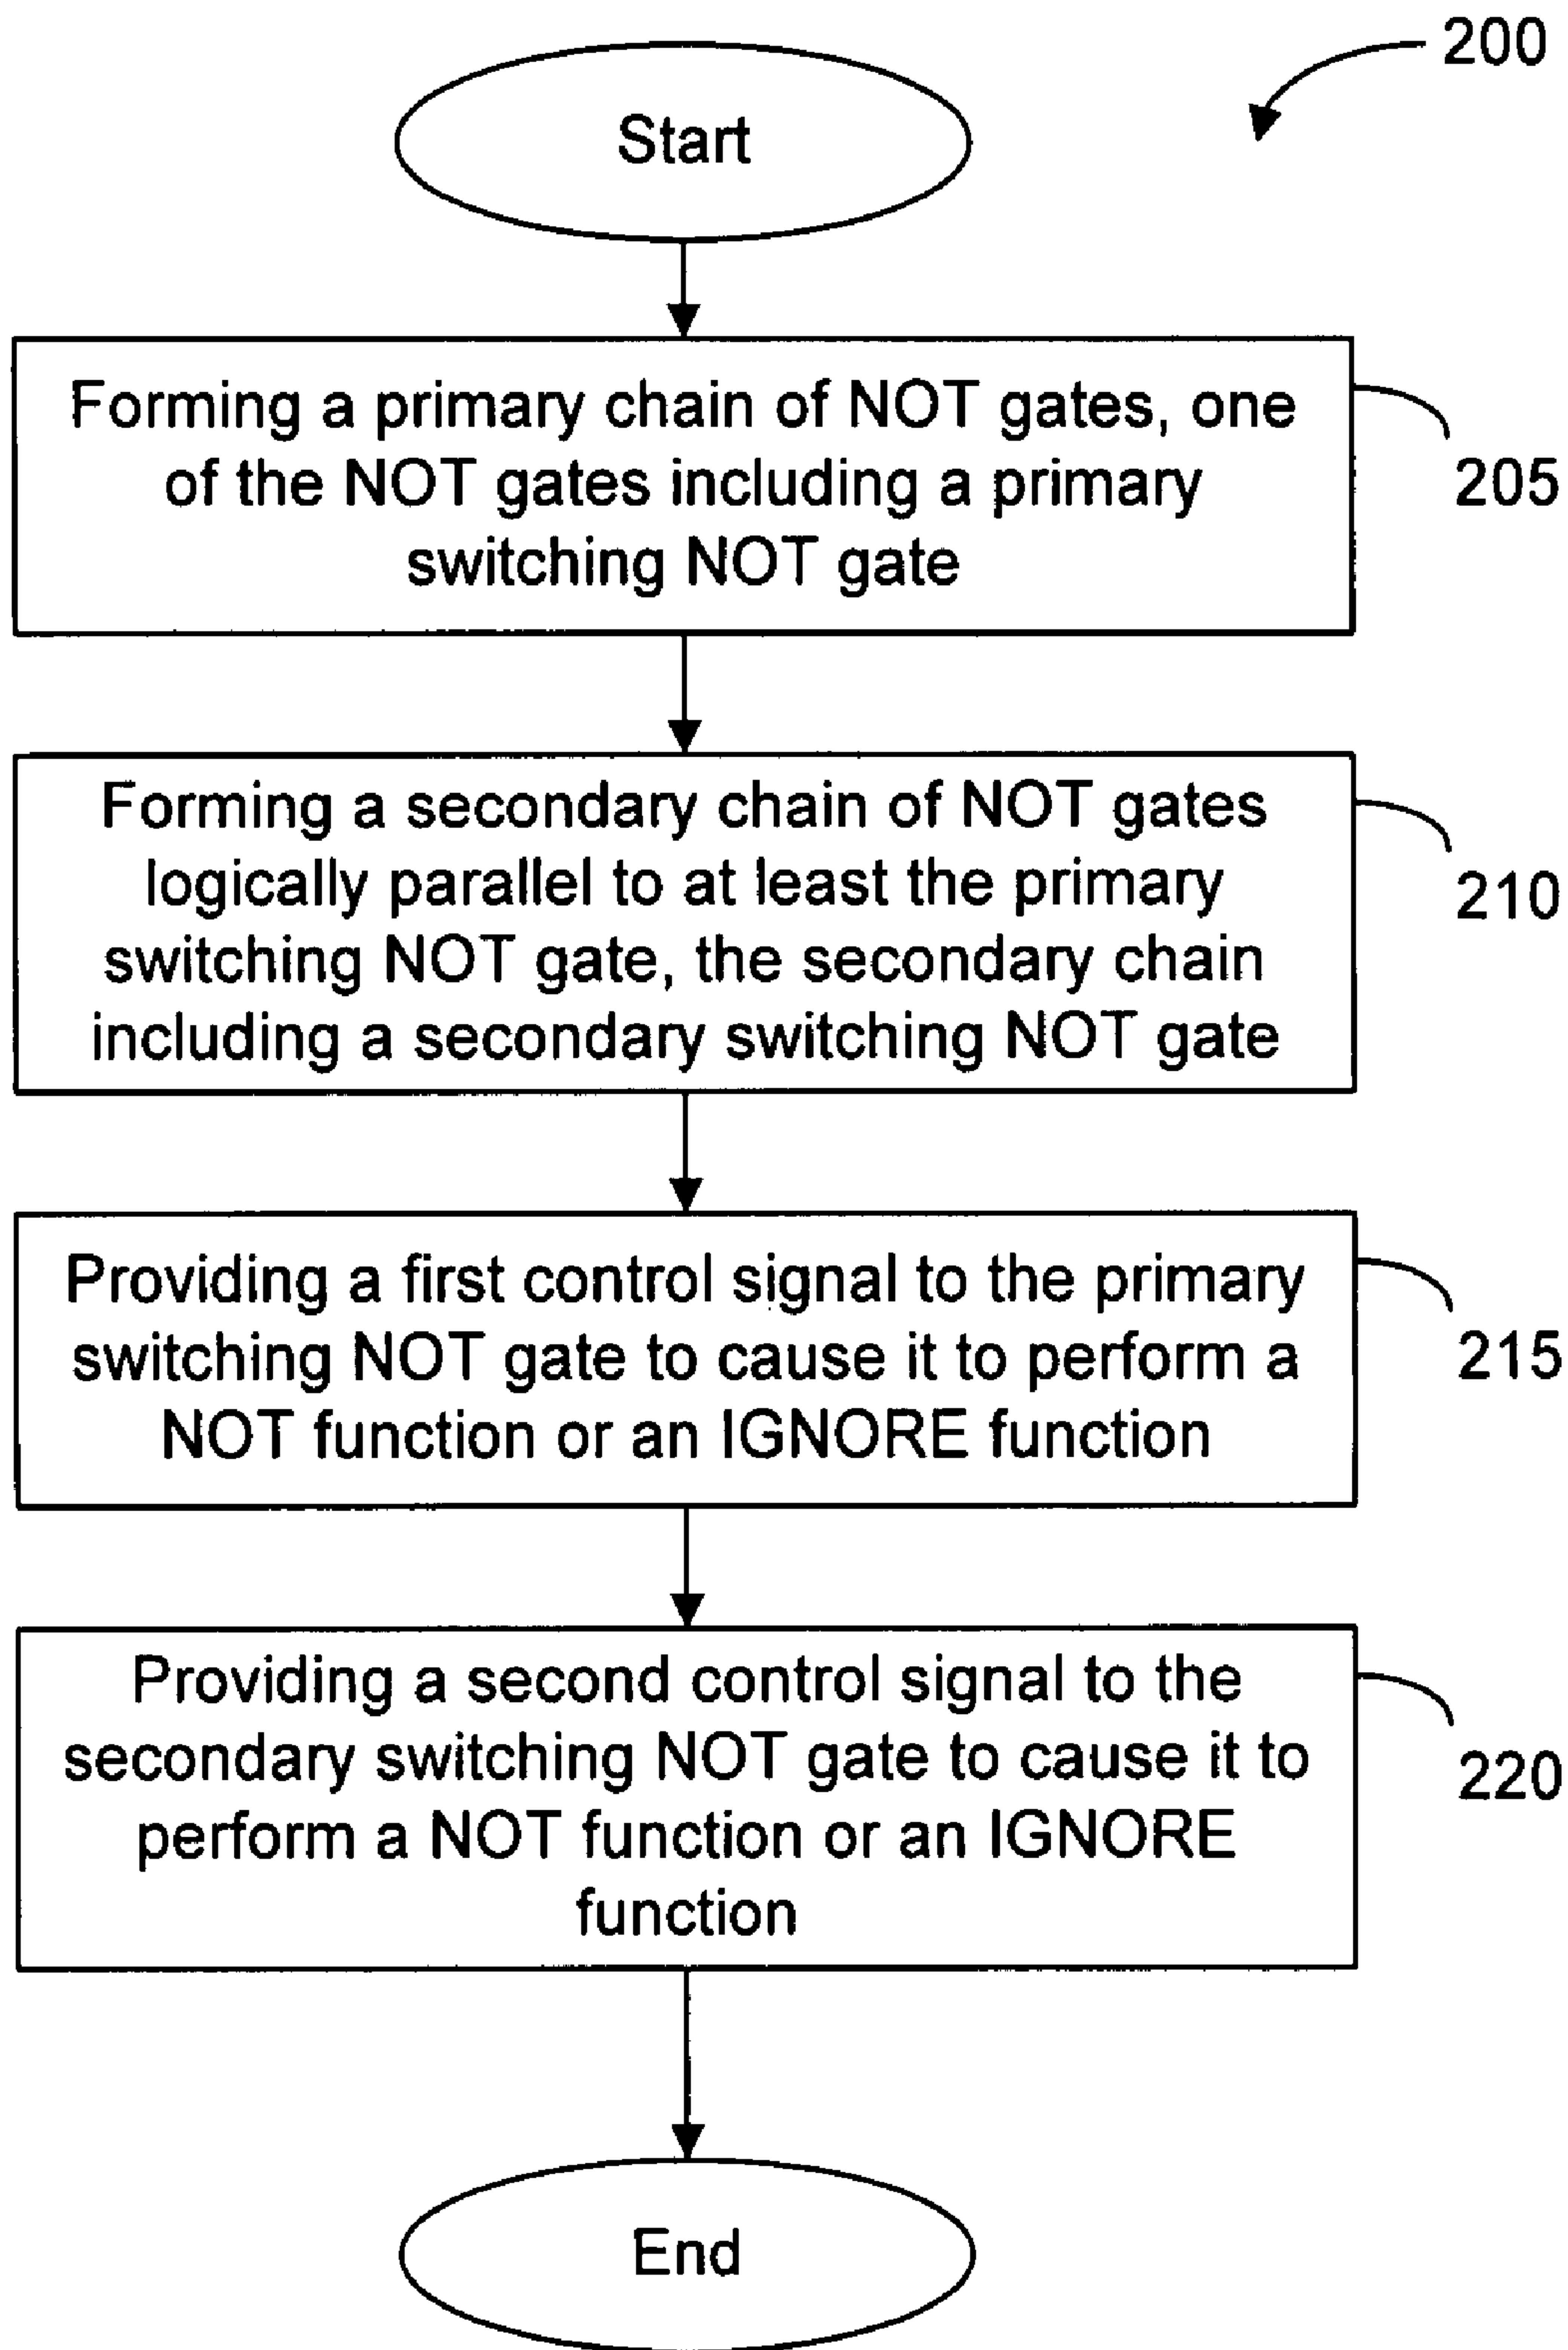 200
Start
Forming a primary chain of NOT gates, one
of the NOT gates including a primary
switching NOT gate
205
Forming a secondary chain of NOT gates
logically parallel to at least the primary
switching NOT gate, the secondary chain
including a secondary switching NOT gate
210
Providing a first control signal to the primary
switching NOT gate to cause it to perform a
NOT function or an IGNORE function
215
Providing a second control signal to the
secondary switching NOT gate to cause it to
perform a NOT function or an IGNORE
function
220
End